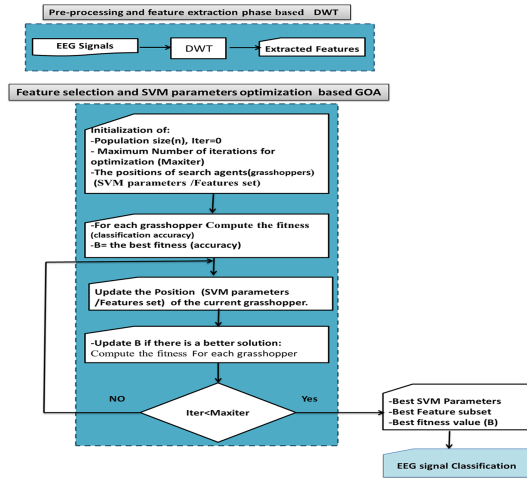 Pre-processing and feature extraction phase based DWT
EEG Signals
DWT
Extracted Features
Feature selection and SVM parameters optimization based GOA
Initialization of:
-Population size(n), Iter=0
- Maximum Number of iterations for
optimization (Maxiter)
-The positions of search agents(grasshoppers)
(SVM parameters /Features set)
-For each grasshopper Compute the fitness
(classification accuracy)
-B= the best fitness (accuracy)
Update the Position (SVM parameters
/Features set) of the current grasshopper.
-Update B if there is a better solution:
Compute the fitness For each grasshopper
NO
Iter<Maxiter
Yes
-Best SVM Parameters
-Best Feature subset
-Best fitness value (B)
EEG signal Classification